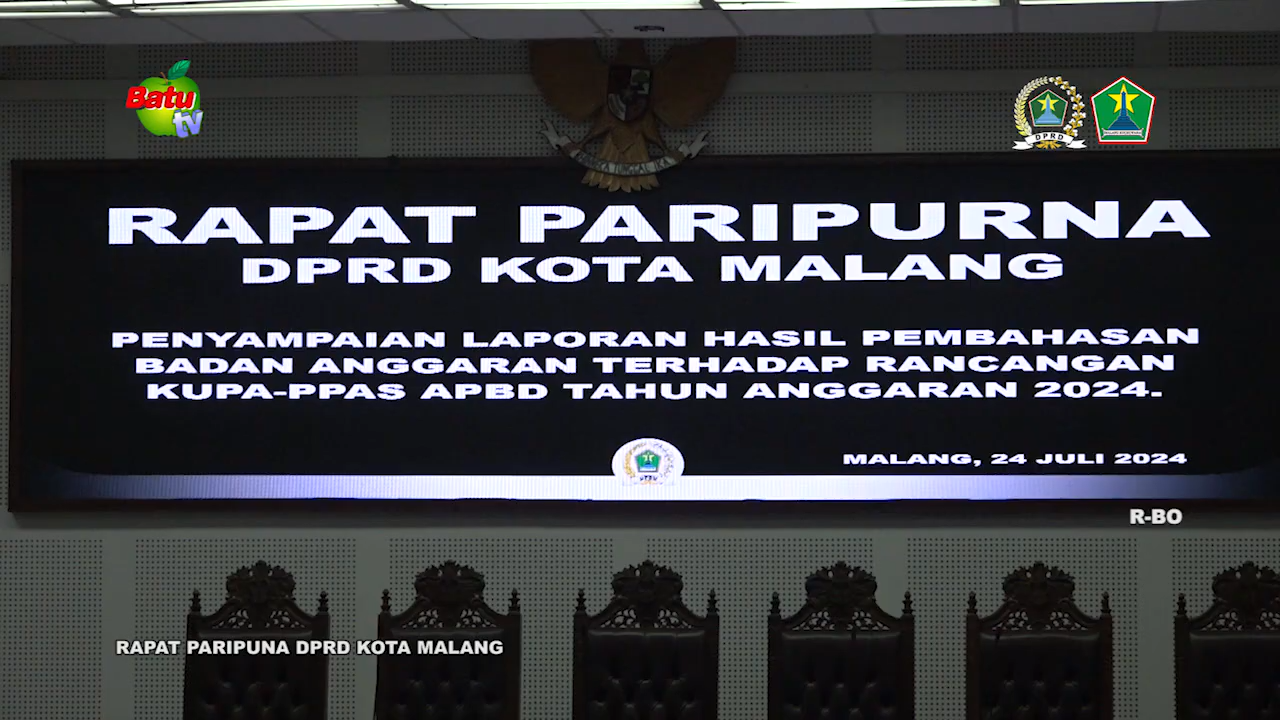 Batu
tv
DPRD
RAPAT PARIPURNA
DPRD KOTA MALANG
PENYAMPAIAN LAPORAN HASIL PEMBAHASAN
BADAN ANGGARAN TERHADAP RANCANGAN
KUPA-PPAS APBD TAHUN ANGGARAN 2024.
MALANG, 24 JULI 2024
R-BO
RAPAT PARIPUNA DPRD KOTA MALANG